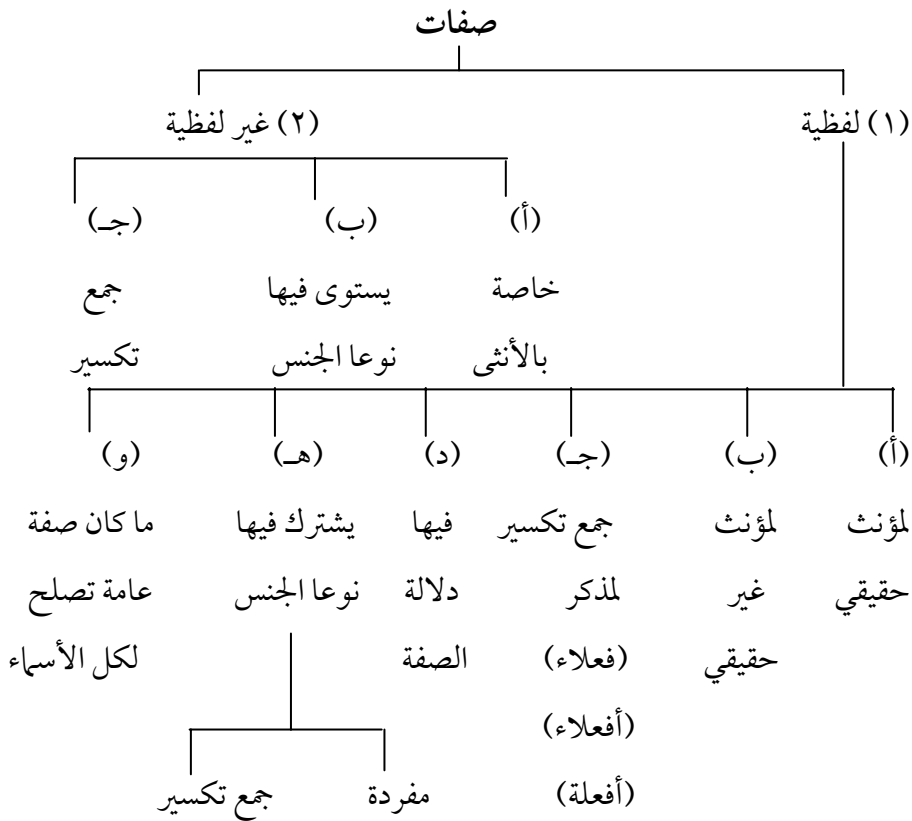 صفات
(١) لفظية (٢) غير لفظية
(أ) (ب) (جـ)
خاصة يستوى فيها جمع
بالأنثى نوعا الجنس تكسير
(أ) (ب) (جـ) (د) (هـ) (و)
لمؤنث لمؤنث جمع تكسير فيها يشترك فيها ما كان صفة
حقيقي غير لمذكر دلالة نوعا الجنس عامة تصلح
حقيقي (فعلاء) الصفة لكل الأسماء
(أفعلاء)
(أفعلة) مفردة جمع تكسير